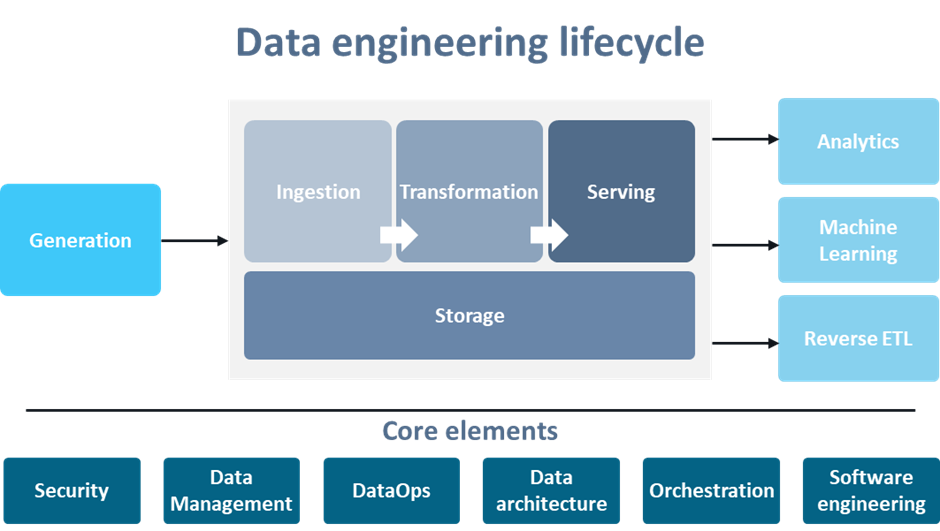 Data engineering lifecycle
Generation
Ingestion
Transformation
Serving
Storage
Analytics
Machine
Learning
Reverse ETL
Core elements
Security
Data
Management
DataOps
Data
architecture
Orchestration
Software
engineering